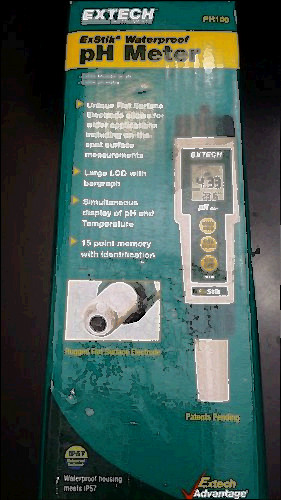 EXTECH
PH100
ExStik® Waterproof
pH Meter
Unique Flat Surface
Electrode allows for
wider applications
including on-the-
spot surface
measurements
Large LCD with
bargraph
Simultaneous
display of pH and
Temperature
15 point memory
with identification
EXTECH
pH
Stik
Rugged Flat Surface Electrode
Patents Pending
IP57
Waterproof housing
meets IP57
Extech
Advantage